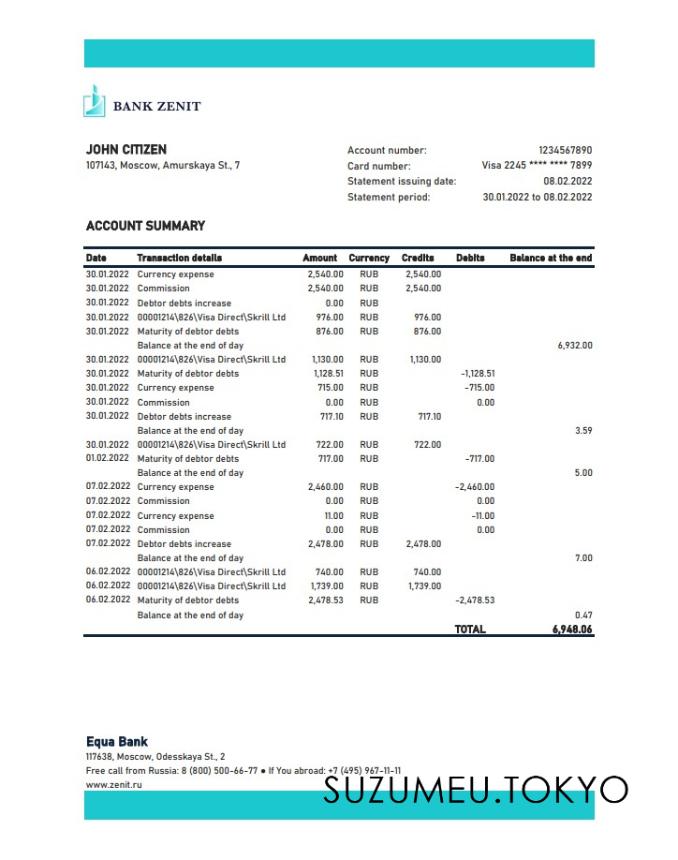 BANK ZENIT
JOHN CITIZEN
107143, Moscow, Amurskaya St., 7
Account number: 1234567890
Card number: Visa 2245 **** **** 7899
Statement issuing date: 08.02.2022
Statement period: 30.01.2022 to 08.02.2022
ACCOUNT SUMMARY
Date Transaction details Amount Currency Credits Debits Balance at the end
30.01.2022 Currency expense 2,540.00 RUB 2,540.00
30.01.2022 Commission 2,540.00 RUB 2,540.00
30.01.2022 Debtor debts increase 0.00 RUB
30.01.2022 00001214\826\Visa Direct\Skrill Ltd 976.00 RUB 976.00
30.01.2022 Maturity of debtor debts 876.00 RUB 876.00
Balance at the end of day 6,932.00
30.01.2022 00001214\826\Visa Direct\Skrill Ltd 1,130.00 RUB 1,130.00
30.01.2022 Maturity of debtor debts 1,128.51 RUB -1,128.51
30.01.2022 Currency expense 715.00 RUB -715.00
30.01.2022 Commission 0.00 RUB 0.00
30.01.2022 Debtor debts increase 717.10 RUB 717.10
Balance at the end of day 3.59
30.01.2022 00001214\826\Visa Direct\Skrill Ltd 722.00 RUB 722.00
01.02.2022 Maturity of debtor debts 717.00 RUB -717.00
Balance at the end of day 5.00
07.02.2022 Currency expense 2,460.00 RUB -2,460.00
07.02.2022 Commission 0.00 RUB 0.00
07.02.2022 Currency expense 11.00 RUB -11.00
07.02.2022 Commission 0.00 RUB 0.00
07.02.2022 Debtor debts increase 2,478.00 RUB 2,478.00
Balance at the end of day 7.00
06.02.2022 00001214\826\Visa Direct\Skrill Ltd 740.00 RUB 740.00
06.02.2022 00001214\826\Visa Direct\Skrill Ltd 1,739.00 RUB 1,739.00
06.02.2022 Maturity of debtor debts 2,478.53 RUB -2,478.53
Balance at the end of day 0.47
TOTAL 6,948.06
Equa Bank
117638, Moscow, Odesskaya St., 2
Free call from Russia: 8 (800) 500-66-77 ● If You abroad: +7 (495) 967-11-11
www.zenit.ru
SUZUMEU.TOKYO